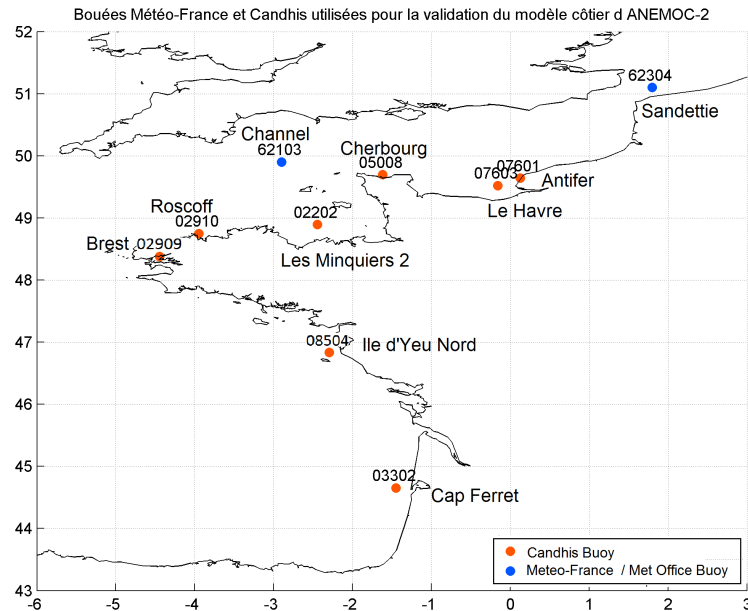 Bouées Météo-France et Candhis utilisées pour la validation du modèle côtier d ANEMOC-2
52
51
50
49
48
47
46
45
44
43
62304
Sandettie
Channel
62103
Cherbourg
05008
07601
07603
Antifer
Le Havre
Roscoff
02910
02202
Brest
02909
Les Minquiers 2
08504
Ile d'Yeu Nord
03302
Cap Ferret
Candhis Buoy
Meteo-France / Met Office Buoy
-6 -5 -4 -3 -2 -1 0 1 2 3